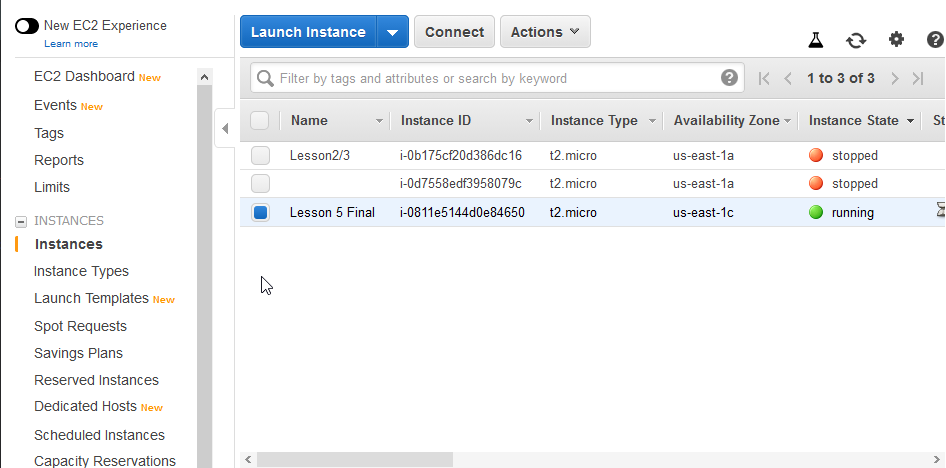 New EC2 Experience
Learn more
EC2 Dashboard New
Events New
Tags
Reports
Limits
INSTANCES
Instances
Instance Types
Launch Templates New
Spot Requests
Savings Plans
Reserved Instances
Dedicated Hosts New
Scheduled Instances
Capacity Reservations
Launch Instance Connect Actions
Filter by tags and attributes or search by keyword ? 1 to 3 of 3
Name Instance ID Instance Type Availability Zone Instance State St
Lesson2/3 i-0b175cf20d386dc16 t2.micro us-east-1a stopped
i-0d7558edf3958079c t2.micro us-east-1a stopped
Lesson 5 Final i-0811e5144d0e84650 t2.micro us-east-1c running